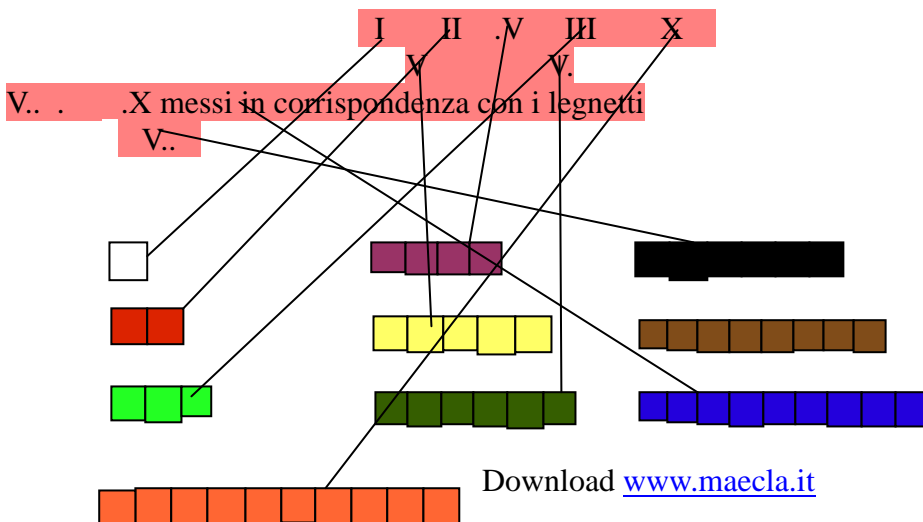 I II .V III X
V V.
V.. . .X messi in corrispondenza con i legnetti
V..
Download www.maecla.it